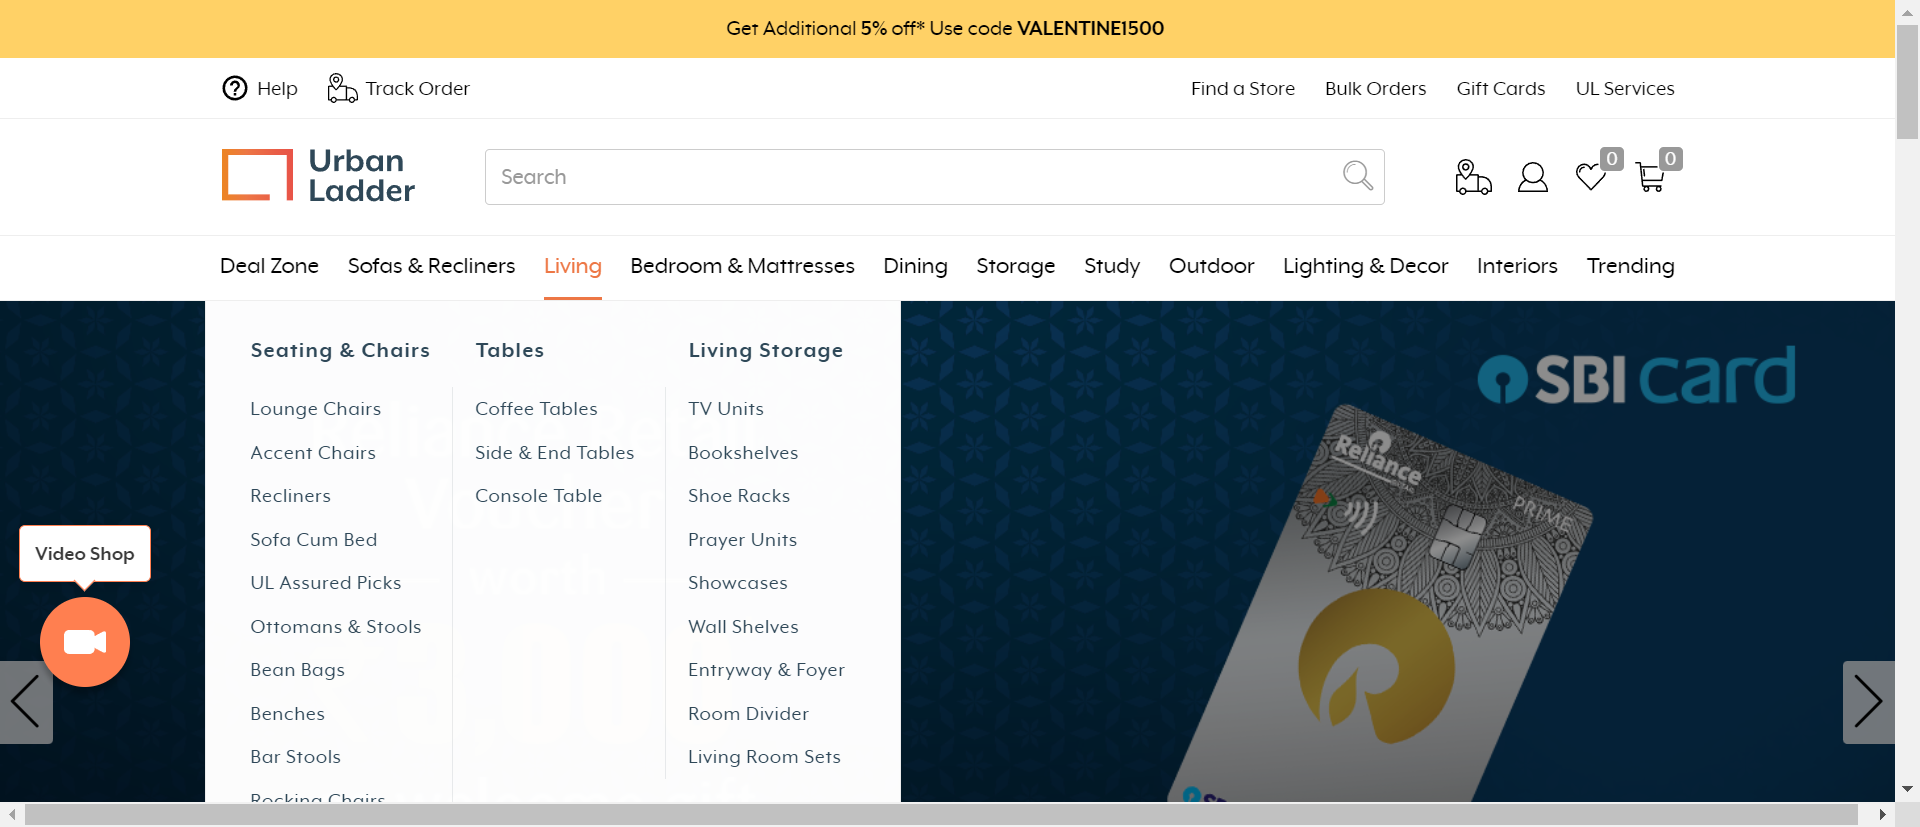 Get Additional 5% off* Use code VALENTINE1500
Help
Track Order
Find a Store
Bulk Orders
Gift Cards
UL Services
Urban
Ladder
Search
0
0
Deal Zone
Sofas & Recliners
Living
Bedroom & Mattresses
Dining
Storage
Study
Outdoor
Lighting & Decor
Interiors
Trending
Seating & Chairs
Lounge Chairs
Accent Chairs
Recliners
Sofa Cum Bed
UL Assured Picks
Ottomans & Stools
Bean Bags
Benches
Bar Stools
Rocking Chairs
Tables
Coffee Tables
Side & End Tables
Console Table
Living Storage
TV Units
Bookshelves
Shoe Racks
Prayer Units
Showcases
Wall Shelves
Entryway & Foyer
Room Divider
Living Room Sets
Video Shop
SBI card
Reliance
PRIME